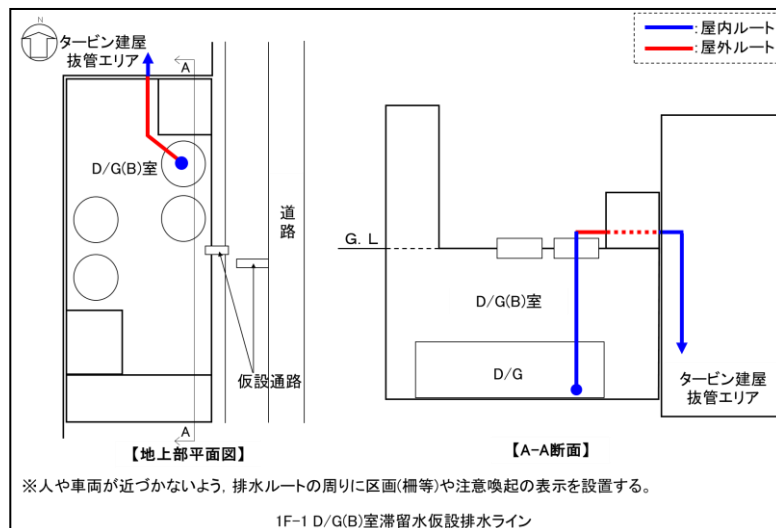 N
タービン建屋
抜管エリア
A
:屋内ルート
:屋外ルート
D/G(B)室
道
路
仮設通路
A
【地上部平面図】
G.L
D/G(B)室
D/G
タービン建屋
抜管エリア
【A-A断面】
※人や車両が近づかないよう, 排水ルートの周りに区画(柵等)や注意喚起の表示を設置する。
1F-1 D/G(B)室滞留水仮設排水ライン